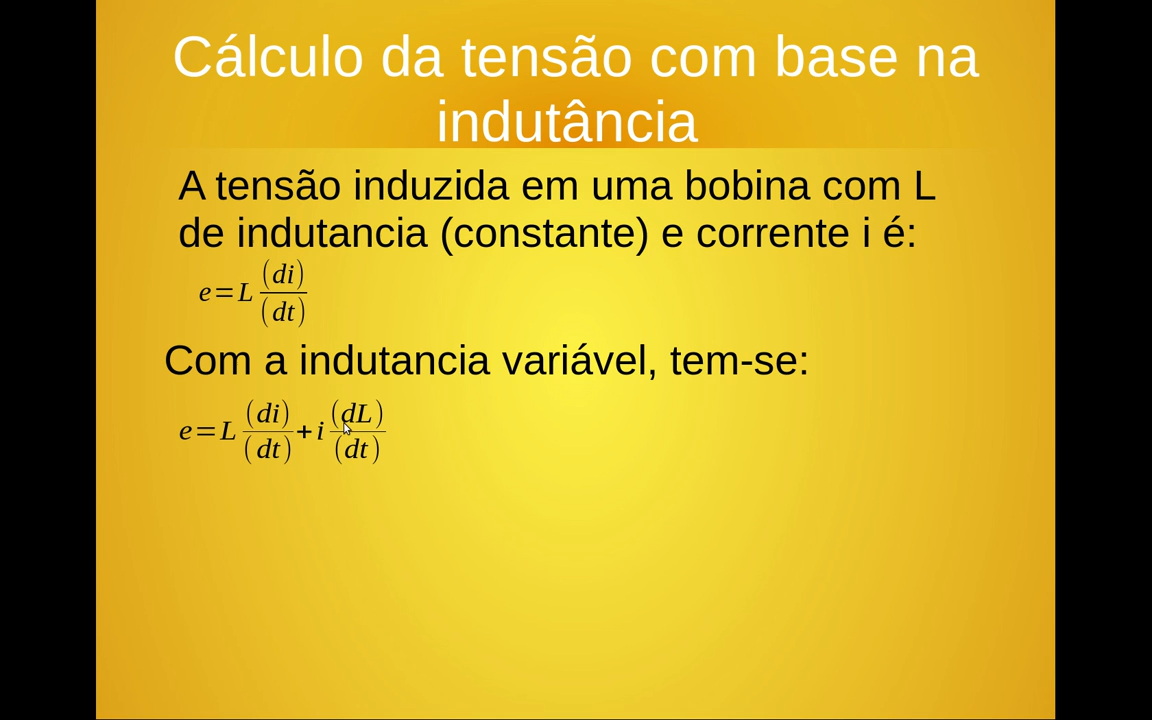 Cálculo da tensão com base na
indutância
A tensão induzida em uma bobina com L
de indutancia (constante) e corrente i é:
e=L (di)/(dt)
Com a indutancia variável, tem-se:
e=L (di)/(dt) + i (dL)/(dt)